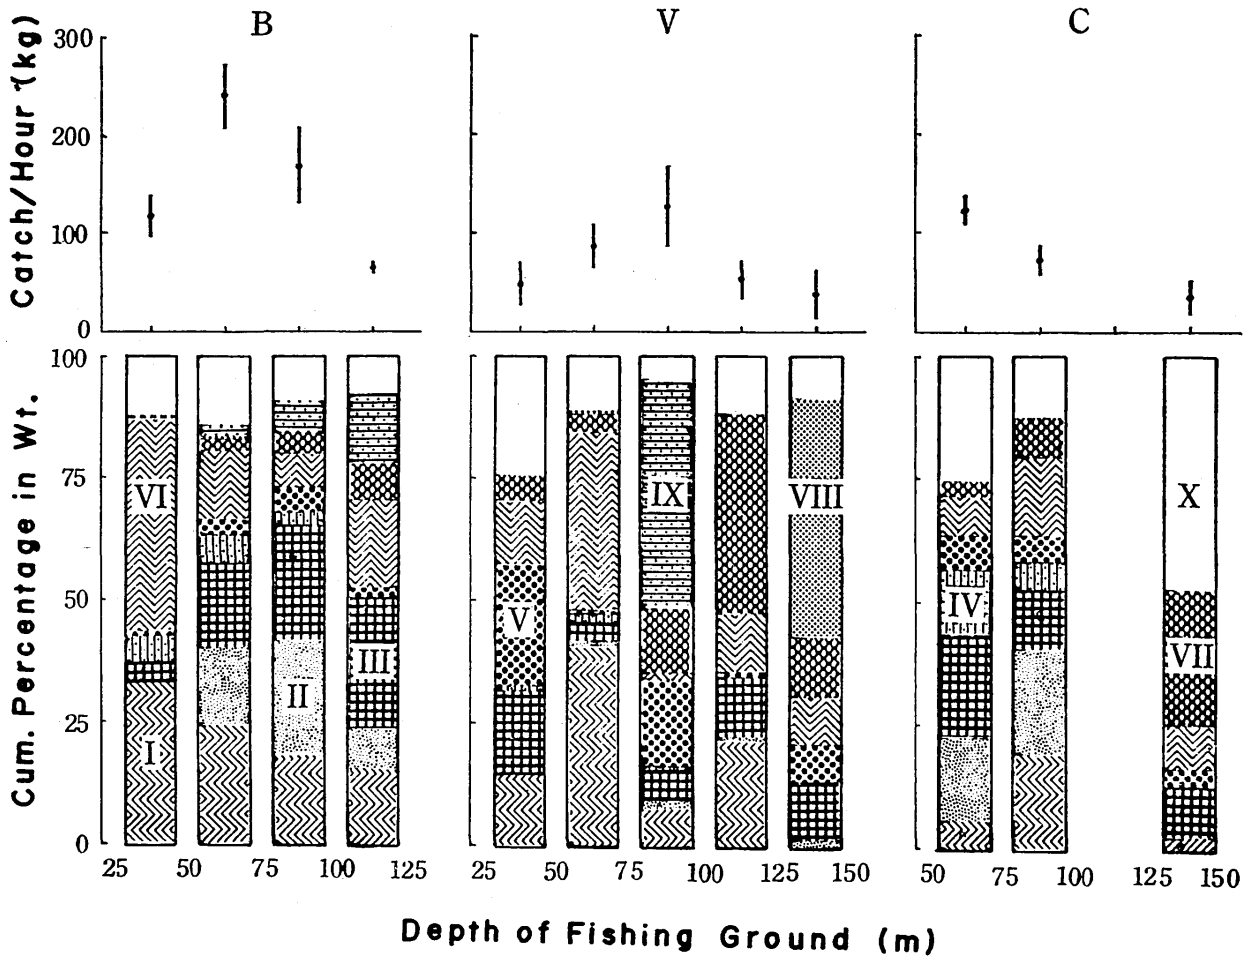 B V C
Catch/Hour (kg)
300
200
100
0
Cum. Percentage in Wt.
100
75
50
25
0
VI
I
II
III
V
IX
VIII
IV
X
VII
25 50 75 100 125
25 50 75 100 125 150
50 75 100 125 150
Depth of Fishing Ground (m)